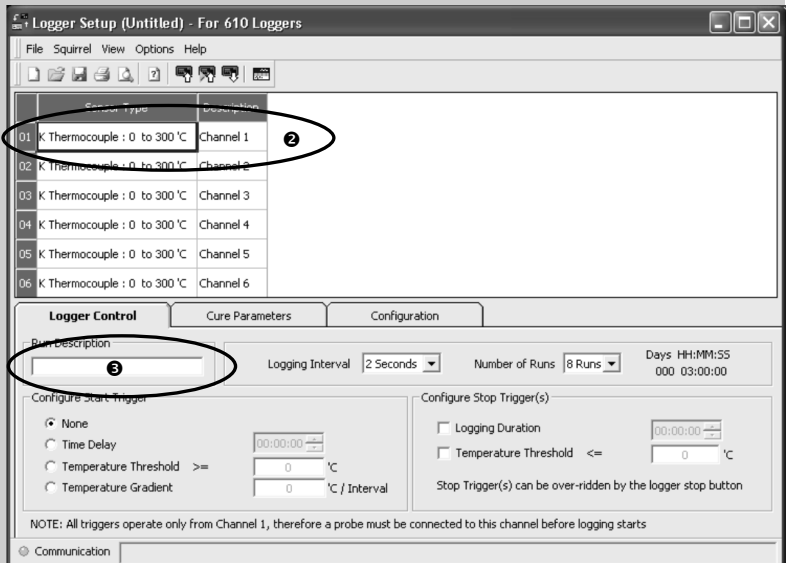 Logger Setup (Untitled) - For 610 Loggers
File Squirrel View Options Help
Sensor Type Description
01 K Thermocouple : 0 to 300 'C Channel 1 ❷
02 K Thermocouple : 0 to 300 'C Channel 2
03 K Thermocouple : 0 to 300 'C Channel 3
04 K Thermocouple : 0 to 300 'C Channel 4
05 K Thermocouple : 0 to 300 'C Channel 5
06 K Thermocouple : 0 to 300 'C Channel 6
Logger Control Cure Parameters Configuration
Run Description
❸
Logging Interval 2 Seconds Number of Runs 8 Runs
Days HH:MM:SS
000 03:00:00
Configure Start Trigger
None
Time Delay 00:00:00
Temperature Threshold >= 0 'C
Temperature Gradient 0 'C / Interval
Configure Stop Trigger(s)
Logging Duration 00:00:00
Temperature Threshold <= 0 'C
Stop Trigger(s) can be over-ridden by the logger stop button
NOTE: All triggers operate only from Channel 1, therefore a probe must be connected to this channel before logging starts
Communication